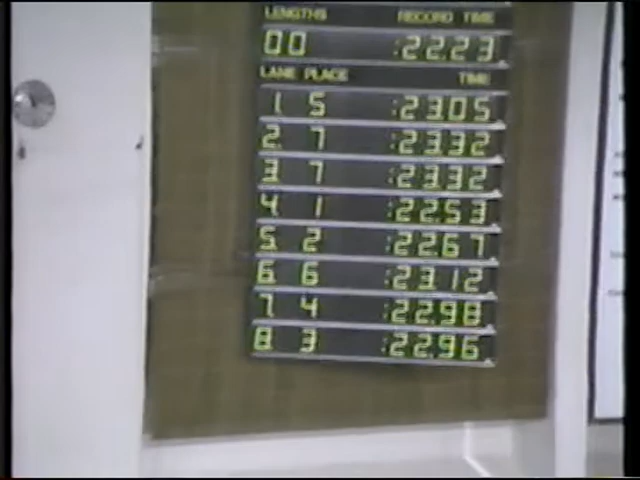 LENGTHS RECORD TIME
00 :22.23
LANE PLACE TIME
1. 5 :23.05
2. 7 :23.32
3. 7 :23.32
4. 1 :22.53
5. 2 :22.67
6. 6 :23.12
7. 4 :22.98
8. 3 :22.96